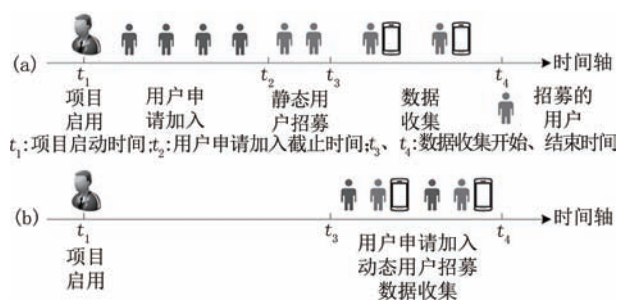 (a)
时间轴
t₁ t₂ t₃ t₄
项目 用户申 静态用 数据 招募的
启用 请加入 户招募 收集 用户
t₁:项目启动时间;t₂:用户申请加入截止时间;t₃、t₄:数据收集开始、结束时间
(b)
时间轴
t₁ t₃ t₄
项目 用户申请加入
启用 动态用户招募
数据收集